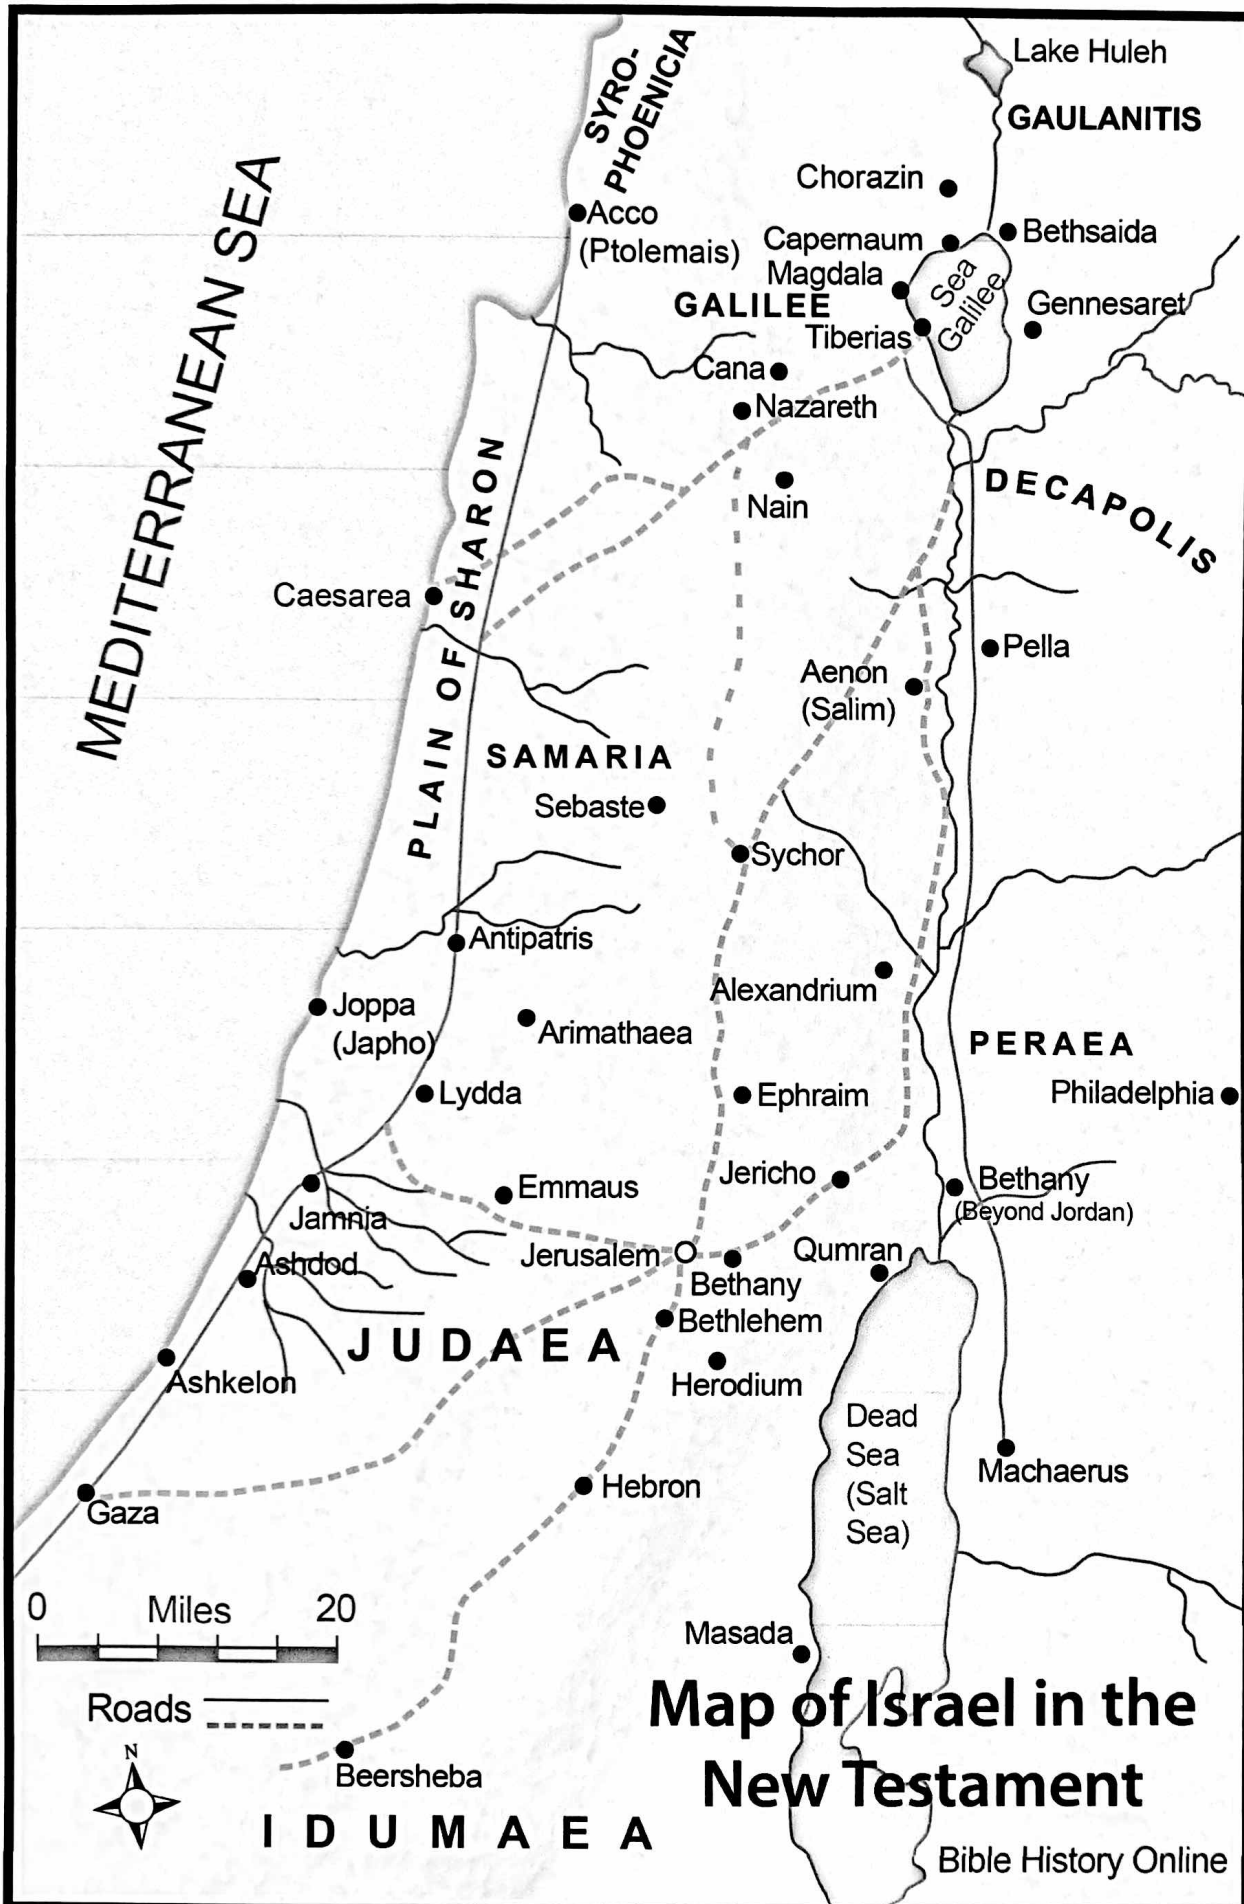 Lake Huleh
SYRO-
PHOENICIA
GAULANITIS
MEDITERRANEAN SEA
Chorazin
Acco
(Ptolemais)
Bethsaida
Capernaum
Magdala
Sea
Galilee
GALILEE
Gennesaret
Tiberias
Cana
Nazareth
DECAPOLIS
Nain
PLAIN OF SHARON
Caesarea
Pella
Aenon
(Salim)
SAMARIA
Sebaste
Sychor
Antipatris
Alexandrium
Joppa
(Japho)
Arimathaea
PERAEA
Lydda
Ephraim
Philadelphia
Emmaus
Jericho
Bethany
(Beyond Jordan)
Jamnia
Jerusalem
Qumran
Ashdod
Bethany
Bethlehem
JUDAEA
Ashkelon
Herodium
Dead
Sea
(Salt
Sea)
Machaerus
Hebron
Gaza
0 Miles 20
Masada
Roads
Map of Israel in the
New Testament
N
Beersheba
IDUMAEA
Bible History Online